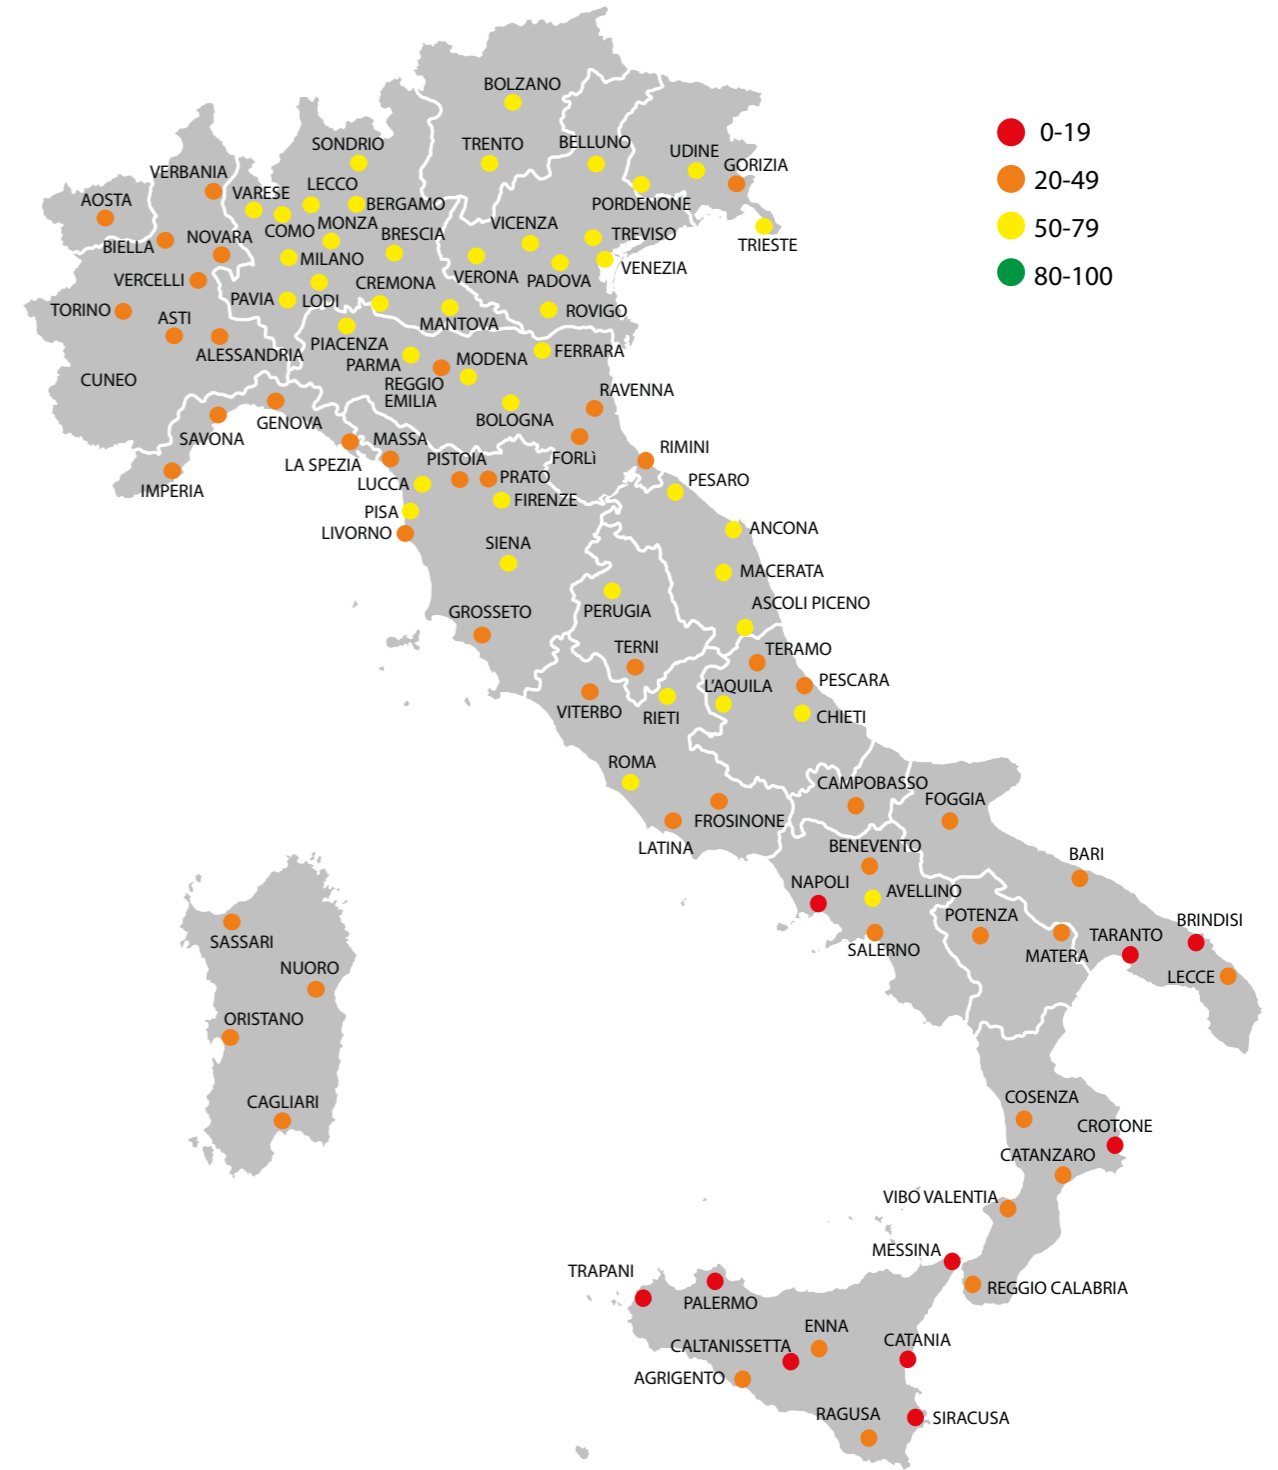 BOLZANO
0-19
SONDRIO
TRENTO
BELLUNO
UDINE
GORIZIA
20-49
VERBANIA
AOSTA
VARESE
LECCO
BERGAMO
PORDENONE
50-79
COMO
MONZA
VICENZA
TREVISO
TRIESTE
BIELLA
NOVARA
BRESCIA
MILANO
VENEZIA
80-100
VERCELLI
CREMONA
VERONA
PADOVA
PAVIA
LODI
TORINO
ASTI
MANTOVA
ROVIGO
ALESSANDRIA
PIACENZA
PARMA
MODENA
FERRARA
CUNEO
REGGIO
EMILIA
RAVENNA
SAVONA
GENOVA
BOLOGNA
MASSA
LA SPEZIA
PISTOIA
FORLì
RIMINI
IMPERIA
LUCCA
PRATO
PESARO
FIRENZE
PISA
LIVORNO
ANCONA
SIENA
MACERATA
GROSSETO
PERUGIA
ASCOLI PICENO
TERNI
TERAMO
L'AQUILA
PESCARA
VITERBO
RIETI
CHIETI
ROMA
CAMPOBASSO
FOGGIA
FROSINONE
LATINA
BENEVENTO
BARI
NAPOLI
AVELLINO
POTENZA
BRINDISI
SASSARI
SALERNO
MATERA
TARANTO
NUORO
LECCE
ORISTANO
CAGLIARI
COSENZA
CROTONE
CATANZARO
VIBO VALENTIA
MESSINA
TRAPANI
REGGIO CALABRIA
PALERMO
ENNA
CALTANISSETTA
CATANIA
AGRIGENTO
RAGUSA
SIRACUSA